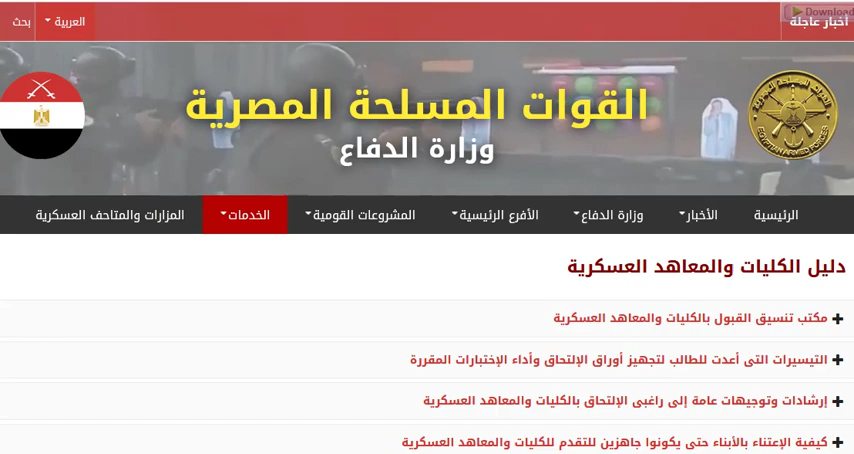 أخبار عاجلة
Download
العربية
بحث
القوات المسلحة المصرية
وزارة الدفاع
EGYPTIAN ARMED FORCES
الرئيسية الأخبار وزارة الدفاع الأفرع الرئيسية المشروعات القومية الخدمات المزارات والمتاحف العسكرية
دليل الكليات والمعاهد العسكرية
مكتب تنسيق القبول بالكليات والمعاهد العسكرية
التيسيرات التى أعدت للطالب لتجهيز أوراق الإلتحاق وأداء الإختبارات المقررة
إرشادات وتوجيهات عامة إلى راغبى الإلتحاق بالكليات والمعاهد العسكرية
كيفية الإعتناء بالأبناء حتى يكونوا جاهزين للتقدم للكليات والمعاهد العسكرية